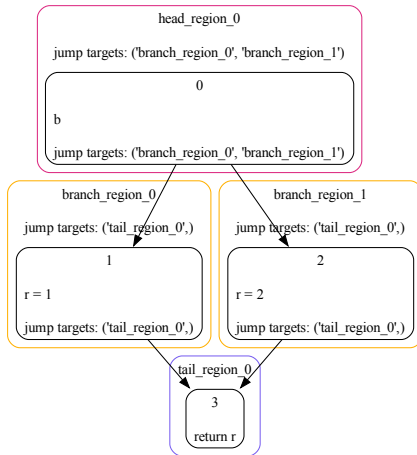 head_region_0
jump targets: ('branch_region_0', 'branch_region_1')
0
b
jump targets: ('branch_region_0', 'branch_region_1')
branch_region_0
jump targets: ('tail_region_0',)
1
r = 1
jump targets: ('tail_region_0',)
branch_region_1
jump targets: ('tail_region_0',)
2
r = 2
jump targets: ('tail_region_0',)
tail_region_0
3
return r